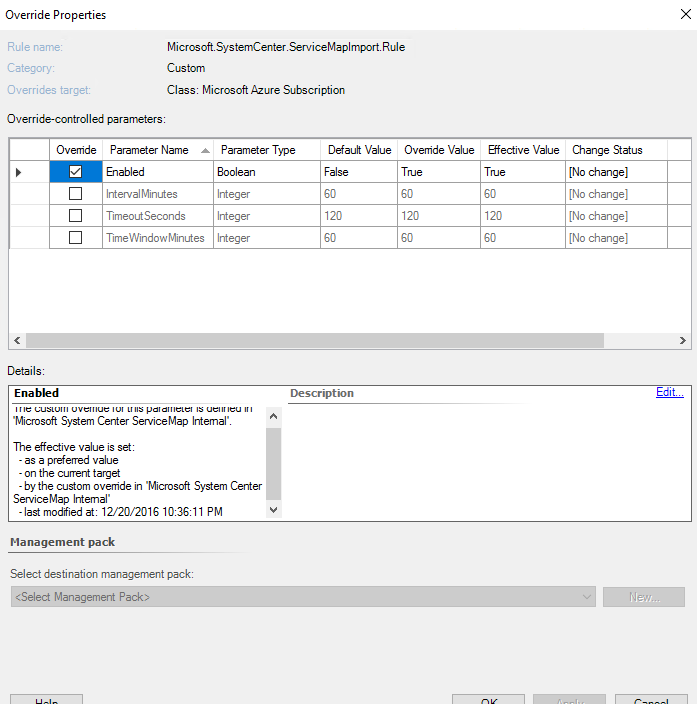 Override Properties
Rule name: Microsoft.SystemCenter.ServiceMapImport.Rule
Category: Custom
Overrides target: Class: Microsoft Azure Subscription
Override-controlled parameters:
Override Parameter Name Parameter Type Default Value Override Value Effective Value Change Status
Enabled Boolean False True True [No change]
IntervalMinutes Integer 60 60 60 [No change]
TimeoutSeconds Integer 120 120 120 [No change]
TimeWindowMinutes Integer 60 60 60 [No change]
Details:
Enabled Description Edit...
The custom override for this parameter is defined in
'Microsoft System Center ServiceMap Internal'.
The effective value is set:
- as a preferred value
- on the current target
- by the custom override in 'Microsoft System Center
ServiceMap Internal'
- last modified at: 12/20/2016 10:36:11 PM
Management pack
Select destination management pack:
<Select Management Pack> New...
Help OK Apply Cancel